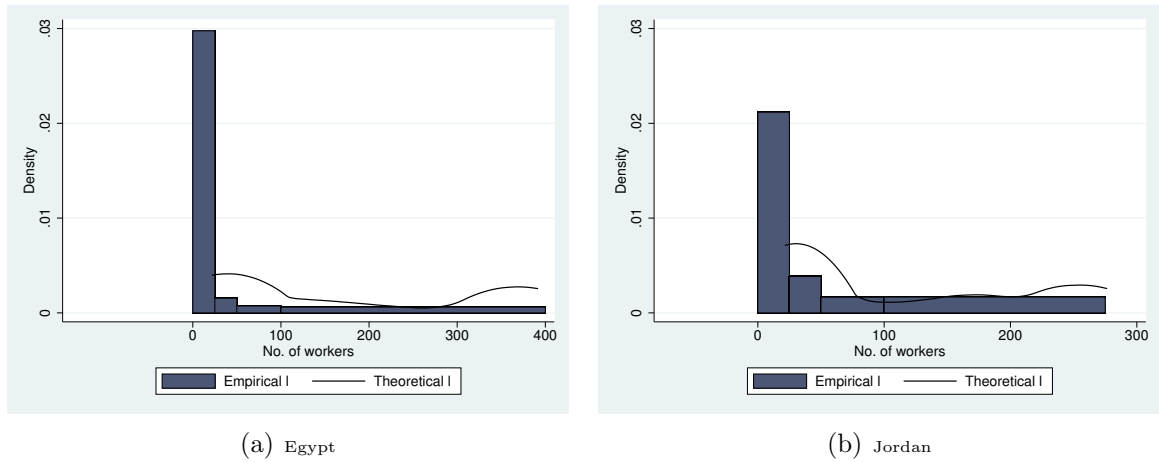 .03
.02
.01
0
Density
0 100 200 300 400
No. of workers
Empirical l Theoretical l
(a) Egypt
.03
.02
.01
0
Density
0 100 200 300
No. of workers
Empirical l Theoretical l
(b) Jordan